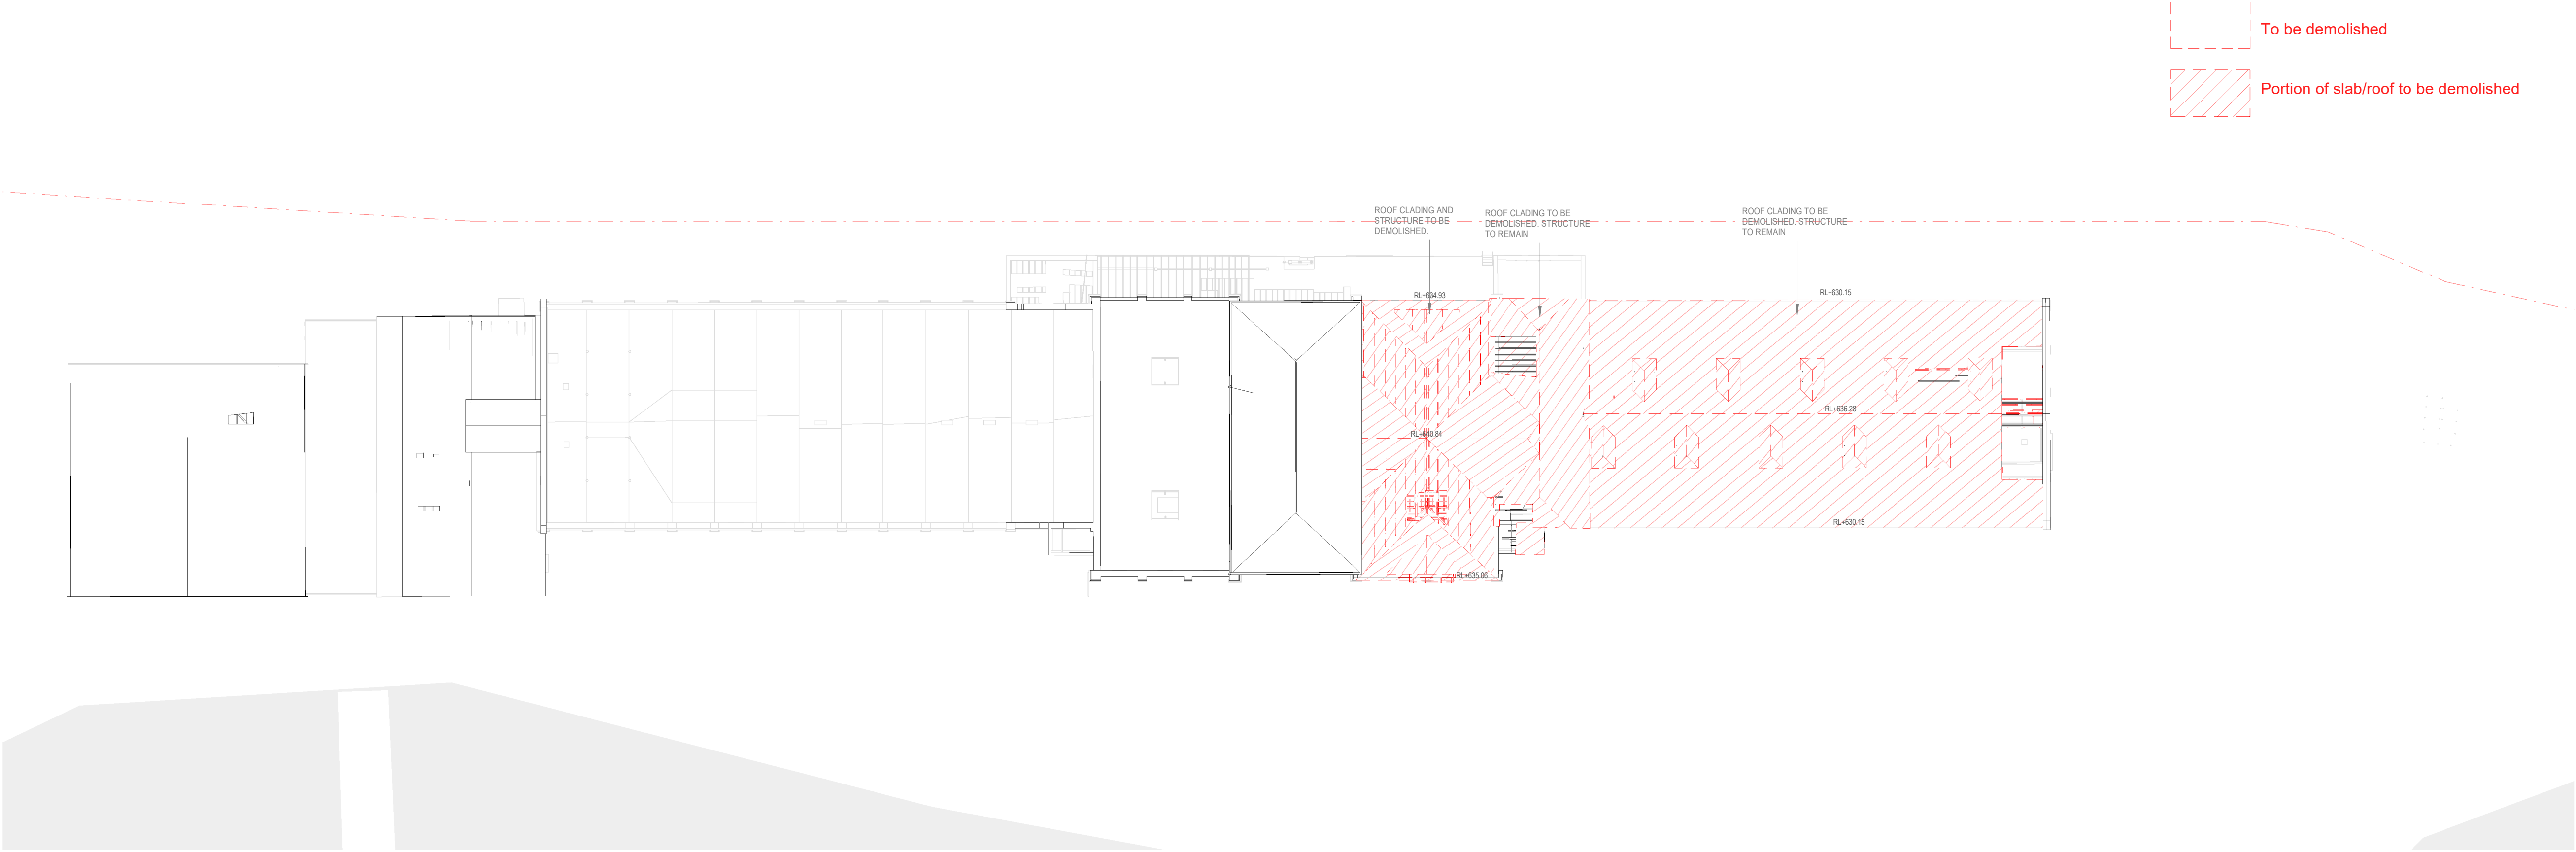 To be demolished
Portion of slab/roof to be demolished
ROOF CLADING AND
STRUCTURE TO BE
DEMOLISHED.
ROOF CLADING TO BE
DEMOLISHED. STRUCTURE
TO REMAIN
ROOF CLADING TO BE
DEMOLISHED. STRUCTURE
TO REMAIN
RL+634.93
RL+630.15
RL+636.28
RL+640.84
RL+630.15
RL+635.06